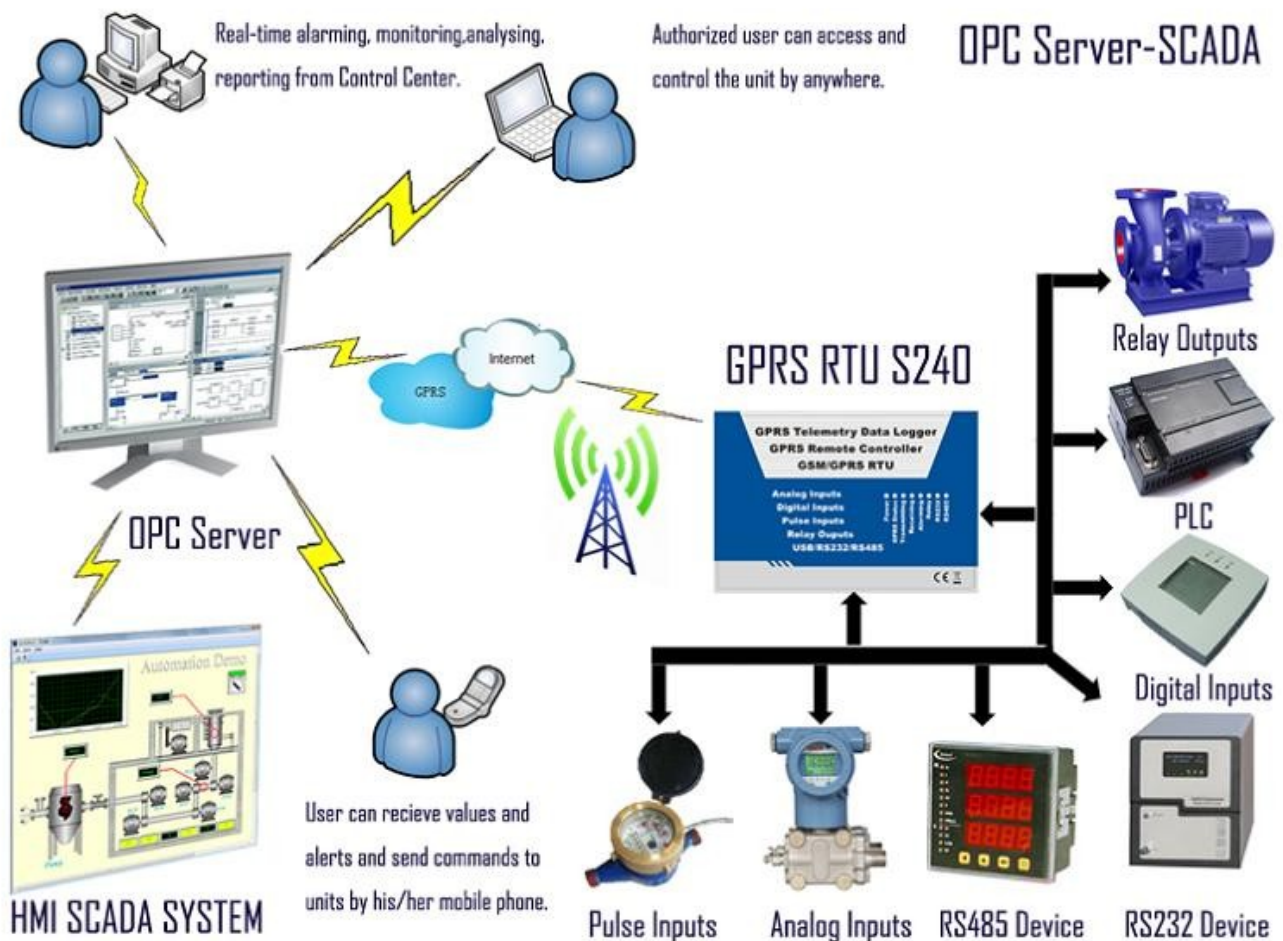 Real-time alarming, monitoring,analysing,
reporting from Control Center.
Authorized user can access and
control the unit by anywhere.
OPC Server-SCADA
Internet
GPRS
OPC Server
GPRS RTU S240
GPRS Telemetry Data Logger
GPRS Remote Controller
GSM/GPRS RTU
Analog Inputs
Digital Inputs
Pulse Inputs
Relay Ouputs
USB/RS232/RS485
CE
Relay Outputs
PLC
Digital Inputs
Automation Demo
HMI SCADA SYSTEM
User can recieve values and
alerts and send commands to
units by his/her mobile phone.
Pulse Inputs
Analog Inputs
RS485 Device
RS232 Device